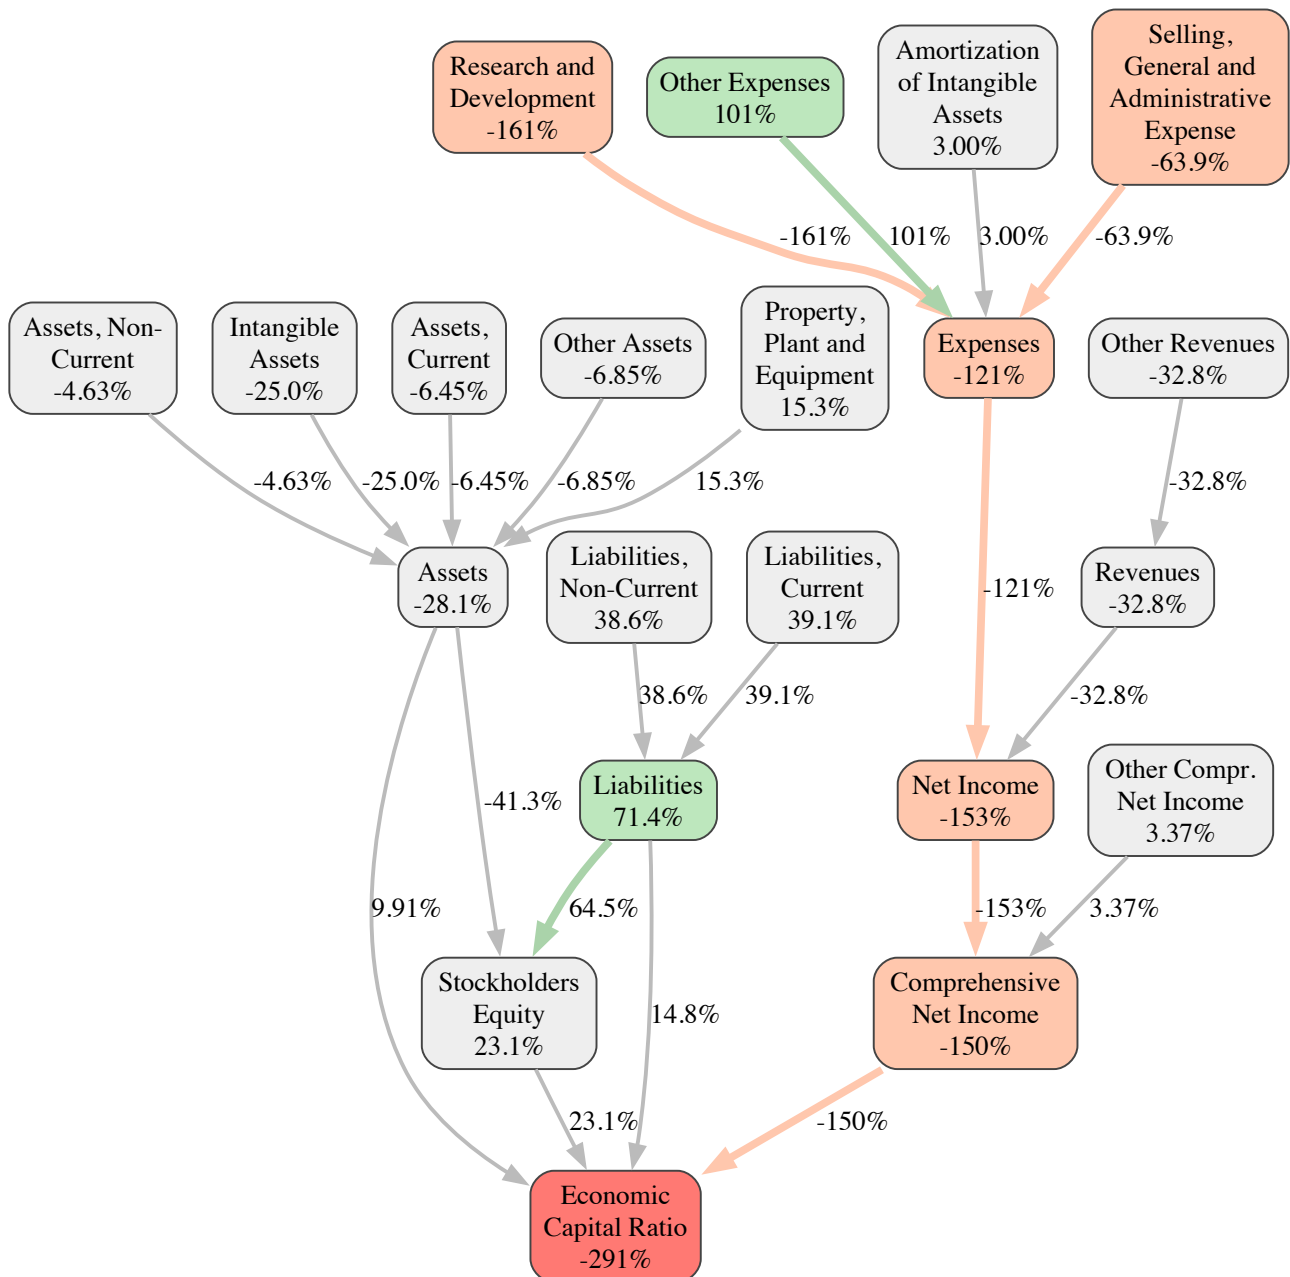 Research and
Development
-161%
Other Expenses
101%
Amortization
of Intangible
Assets
3.00%
Selling,
General and
Administrative
Expense
-63.9%
-161%
101%
3.00%
-63.9%
Assets, Non-
Current
-4.63%
Intangible
Assets
-25.0%
Assets,
Current
-6.45%
Other Assets
-6.85%
Property,
Plant and
Equipment
15.3%
Expenses
-121%
Other Revenues
-32.8%
-4.63%
-25.0%
-6.45%
-6.85%
15.3%
-32.8%
Assets
-28.1%
Liabilities,
Non-Current
38.6%
Liabilities,
Current
39.1%
-121%
Revenues
-32.8%
38.6%
39.1%
-32.8%
-41.3%
Liabilities
71.4%
Net Income
-153%
Other Compr.
Net Income
3.37%
9.91%
64.5%
-153%
3.37%
Stockholders
Equity
23.1%
14.8%
Comprehensive
Net Income
-150%
23.1%
-150%
Economic
Capital Ratio
-291%